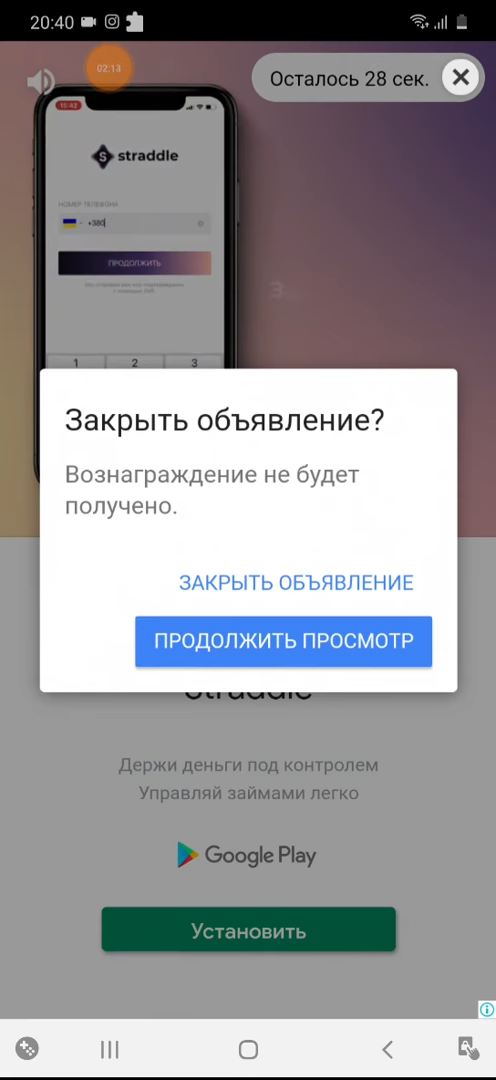 20:40
02:13
Осталось 28 сек.
straddle
НОМЕР ТЕЛЕФОНА
+380
ПРОДОЛЖИТЬ
1 2 3
Закрыть объявление?
Вознаграждение не будет
получено.
ЗАКРЫТЬ ОБЪЯВЛЕНИЕ
ПРОДОЛЖИТЬ ПРОСМОТР
Straddle
Держи деньги под контролем
Управляй займами легко
Google Play
Установить